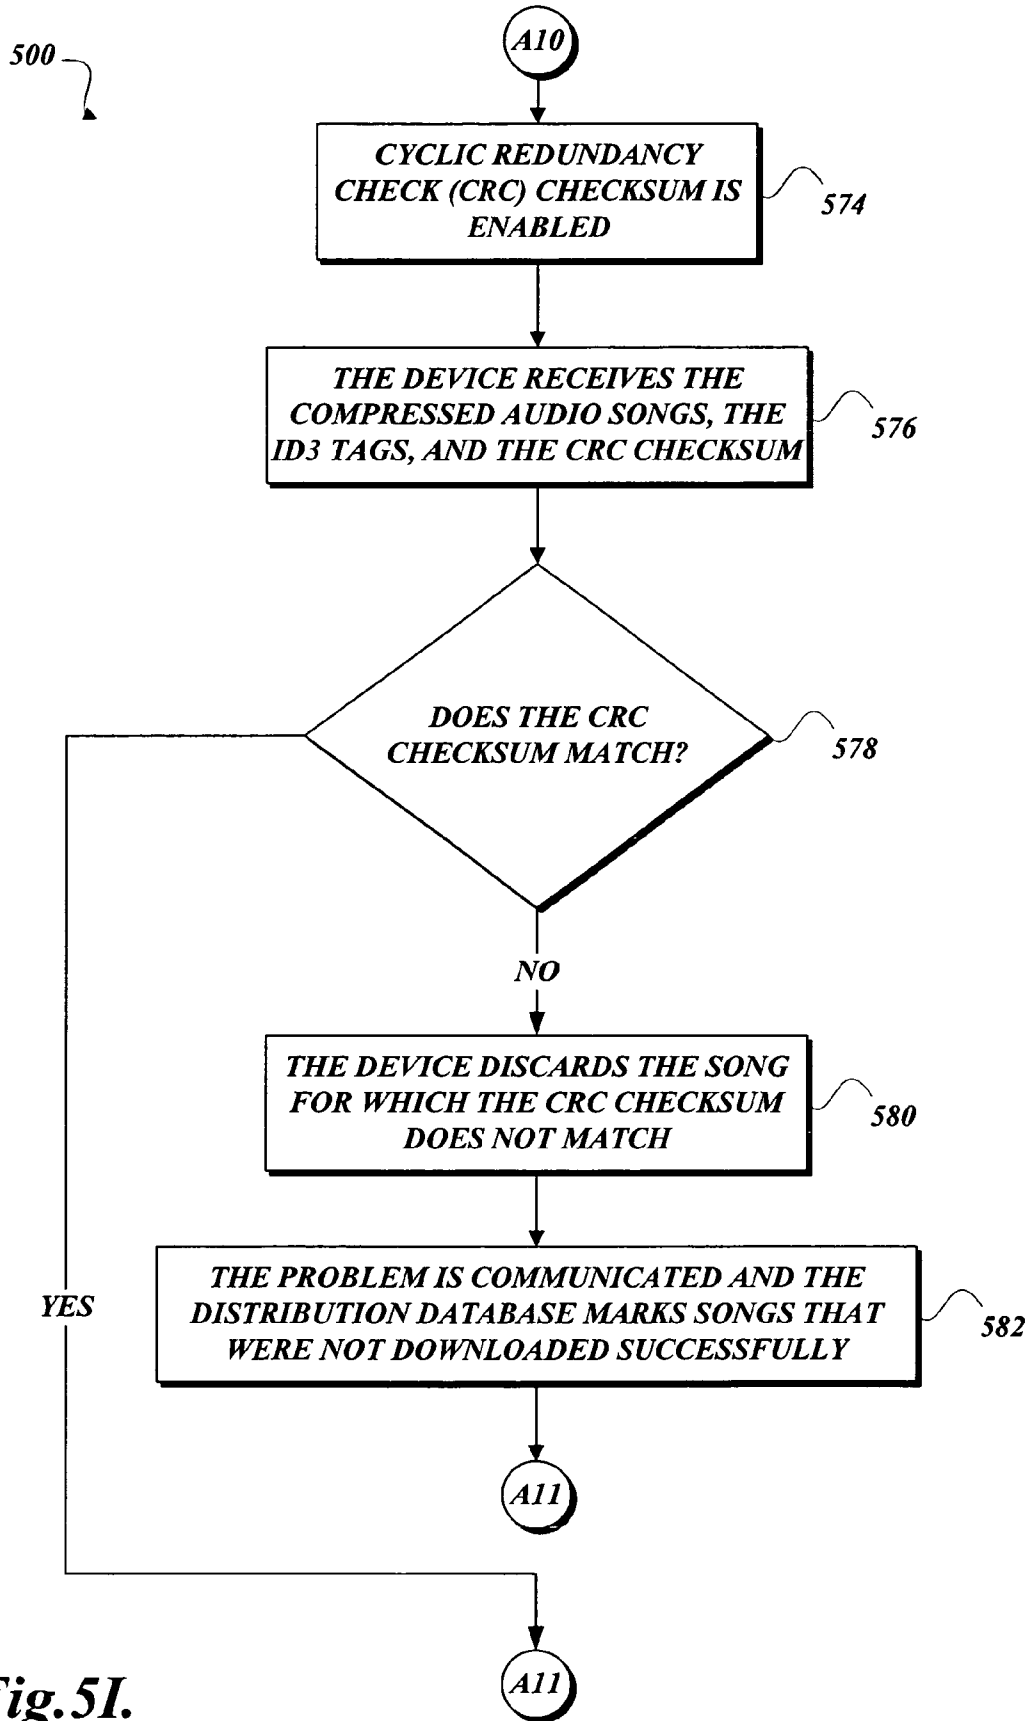 A10
500
CYCLIC REDUNDANCY
CHECK (CRC) CHECKSUM IS
ENABLED
574
THE DEVICE RECEIVES THE
COMPRESSED AUDIO SONGS, THE
ID3 TAGS, AND THE CRC CHECKSUM
576
DOES THE CRC
CHECKSUM MATCH?
578
NO
THE DEVICE DISCARDS THE SONG
FOR WHICH THE CRC CHECKSUM
DOES NOT MATCH
580
THE PROBLEM IS COMMUNICATED AND THE
DISTRIBUTION DATABASE MARKS SONGS THAT
WERE NOT DOWNLOADED SUCCESSFULLY
582
YES
A11
A11
Fig.5I.